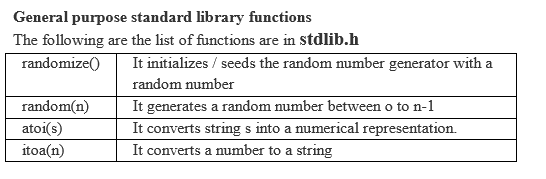 General purpose standard library functions
The following are the list of functions are in stdlib.h
randomize() It initializes / seeds the random number generator with a
random number
random(n) It generates a random number between o to n-1
atoi(s) It converts string s into a numerical representation.
itoa(n) It converts a number to a string